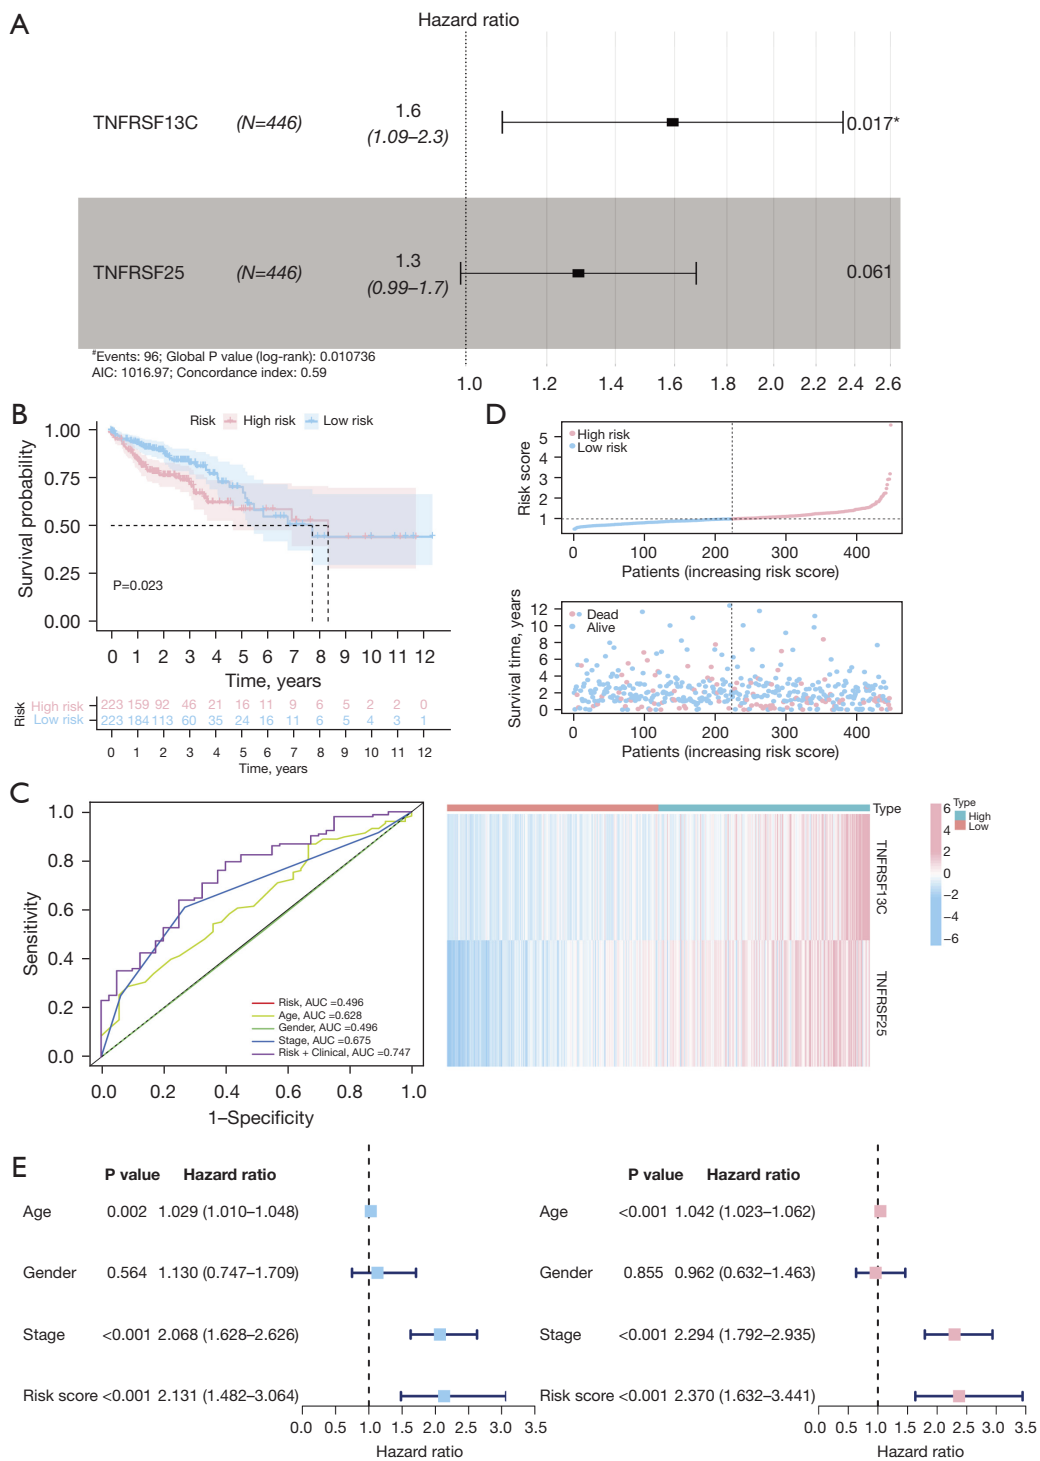 A
Hazard ratio
TNFRSF13C (N=446) 1.6 (1.09–2.3) 0.017*
TNFRSF25 (N=446) 1.3 (0.99–1.7) 0.061
#Events: 96; Global P value (log-rank): 0.010736
AIC: 1016.97; Concordance index: 0.59
1.0 1.2 1.4 1.6 1.8 2.0 2.2 2.4 2.6
B
Risk High risk Low risk
Survival probability
1.00
0.75
0.50
0.25
0.00
P=0.023
0 1 2 3 4 5 6 7 8 9 10 11 12
Time, years
Risk
High risk 223 159 92 46 21 16 11 9 6 5 2 2 0
Low risk 223 184 113 60 35 24 16 11 6 5 4 3 1
0 1 2 3 4 5 6 7 8 9 10 11 12
Time, years
D
High risk
Low risk
Risk score
5
4
3
2
1
0 100 200 300 400
Patients (increasing risk score)
Dead
Alive
Survival time, years
12
10
8
6
4
2
0
0 100 200 300 400
Patients (increasing risk score)
C
Sensitivity
1.0
0.8
0.6
0.4
0.2
0.0
Risk, AUC =0.496
Age, AUC =0.628
Gender, AUC =0.496
Stage, AUC =0.675
Risk + Clinical, AUC =0.747
0.0 0.2 0.4 0.6 0.8 1.0
1–Specificity
Type
TNFRSF13C
TNFRSF25
6
4
2
0
−2
−4
−6
Type
High
Low
E
P value Hazard ratio
Age 0.002 1.029 (1.010–1.048)
Gender 0.564 1.130 (0.747–1.709)
Stage <0.001 2.068 (1.628–2.626)
Risk score <0.001 2.131 (1.482–3.064)
0.0 0.5 1.0 1.5 2.0 2.5 3.0 3.5
Hazard ratio
P value Hazard ratio
Age <0.001 1.042 (1.023–1.062)
Gender 0.855 0.962 (0.632–1.463)
Stage <0.001 2.294 (1.792–2.935)
Risk score <0.001 2.370 (1.632–3.441)
0.0 0.5 1.0 1.5 2.0 2.5 3.0 3.5
Hazard ratio